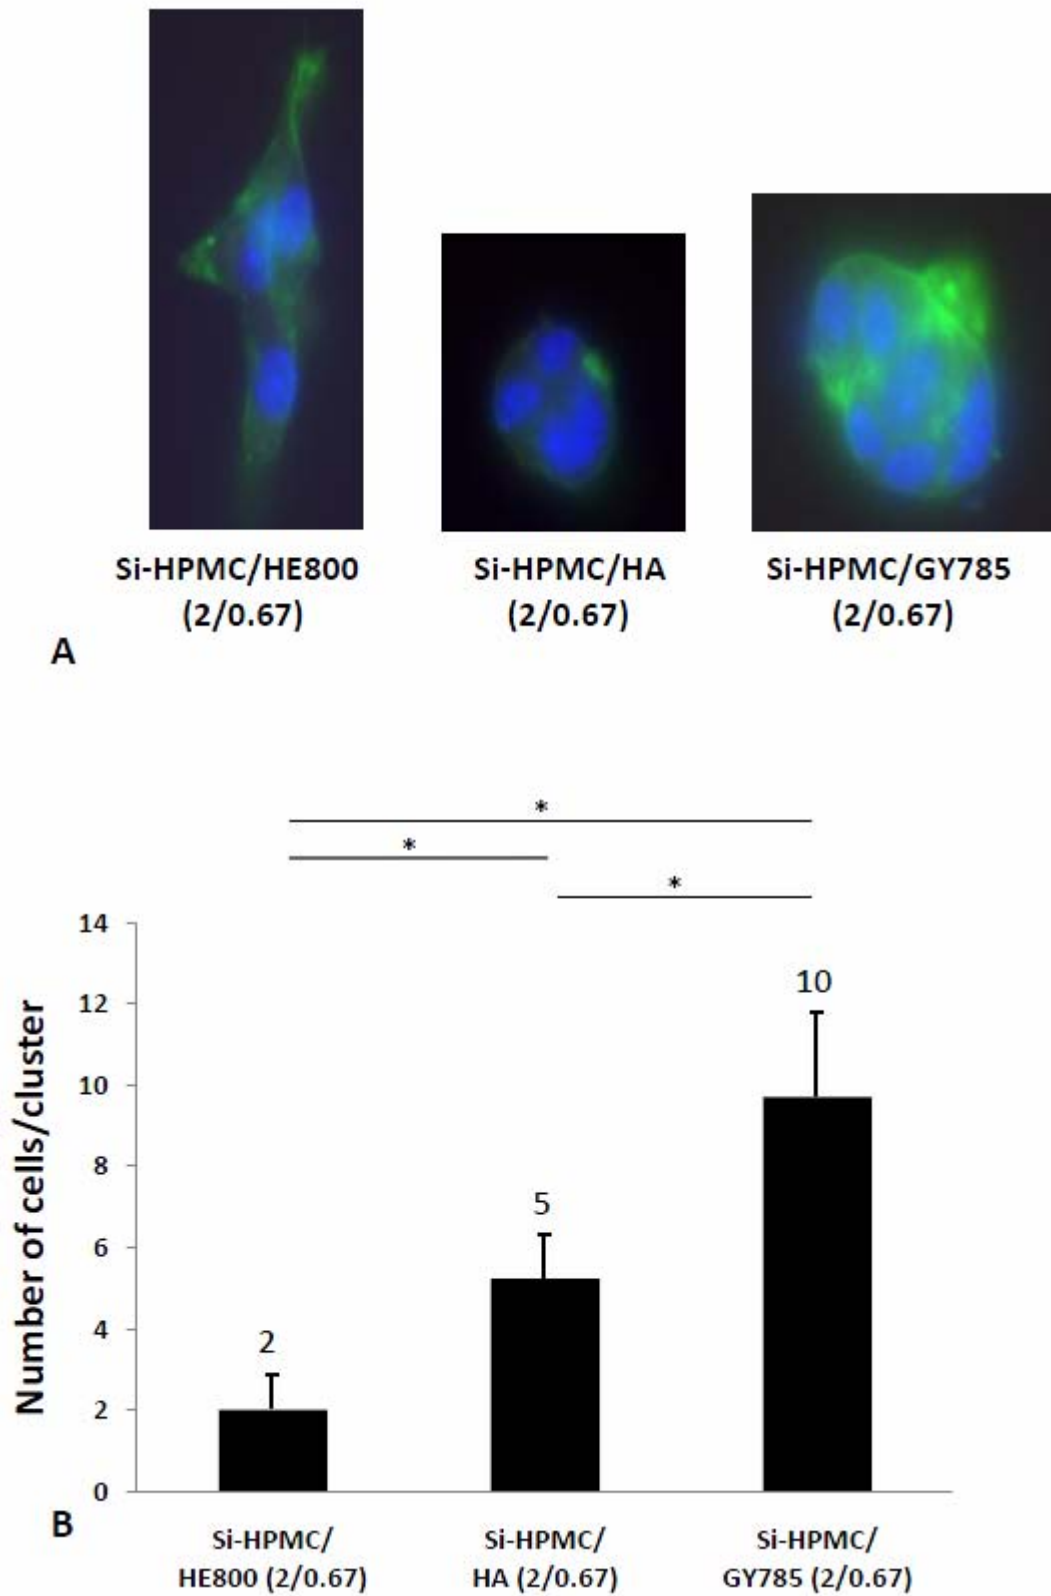 Si-HPMC/HE800
(2/0.67)
Si-HPMC/HA
(2/0.67)
Si-HPMC/GY785
(2/0.67)
A
*
*
*
14
12
10
8
6
4
2
0
Number of cells/cluster
2
5
10
Si-HPMC/
HE800 (2/0.67)
Si-HPMC/
HA (2/0.67)
Si-HPMC/
GY785 (2/0.67)
B